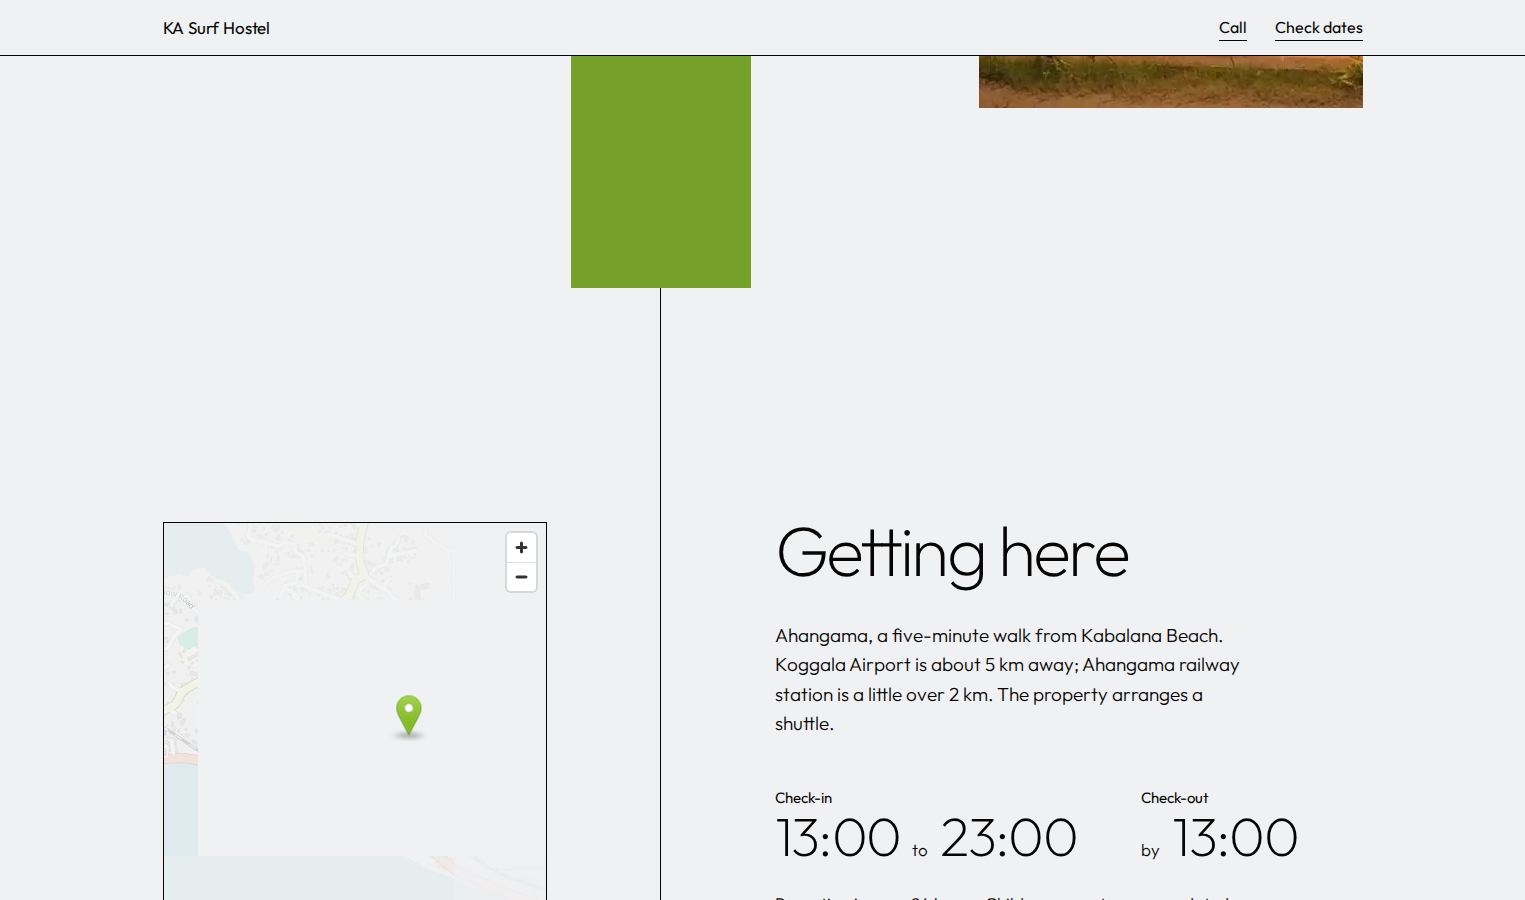 KA Surf Hostel
Call
Check dates
Getting here
Ahangama, a five-minute walk from Kabalana Beach.
Koggala Airport is about 5 km away; Ahangama railway
station is a little over 2 km. The property arranges a
shuttle.
Check-in
13:00 to 23:00
Check-out
by 13:00